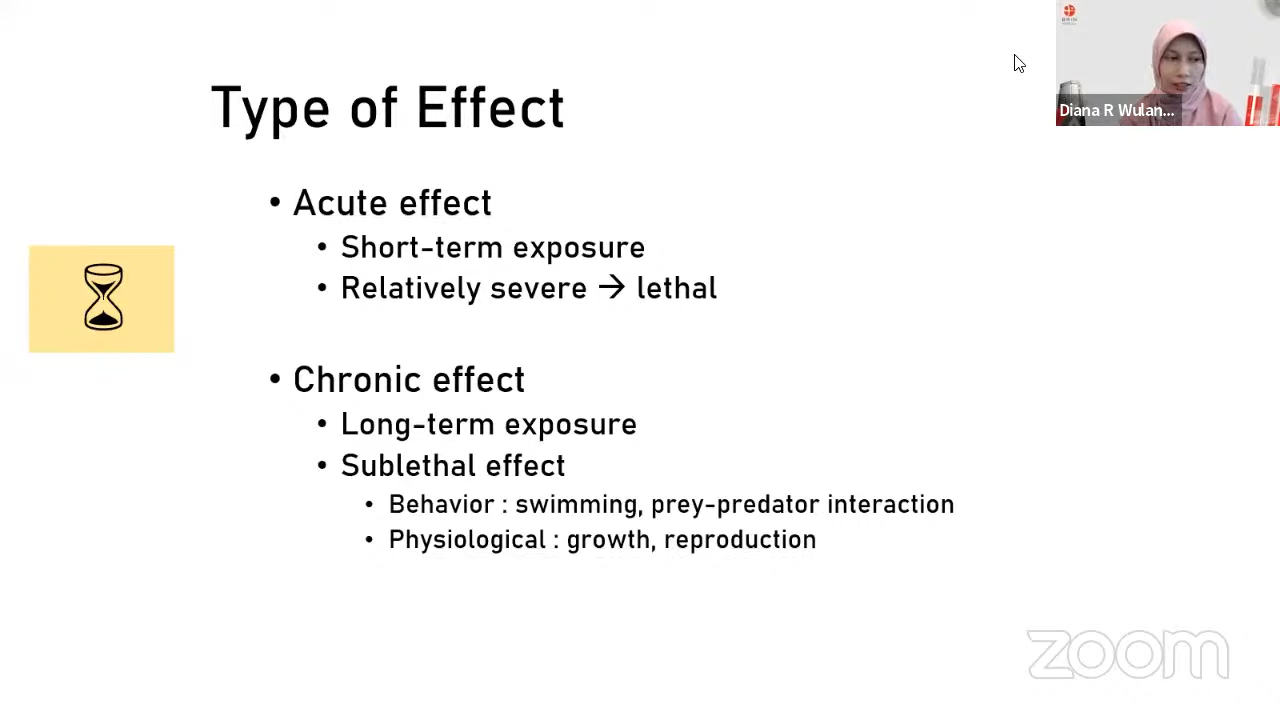 Type of Effect
• Acute effect
• Short-term exposure
• Relatively severe → lethal
• Chronic effect
• Long-term exposure
• Sublethal effect
• Behavior : swimming, prey-predator interaction
• Physiological : growth, reproduction
Diana R Wulan...
zoom